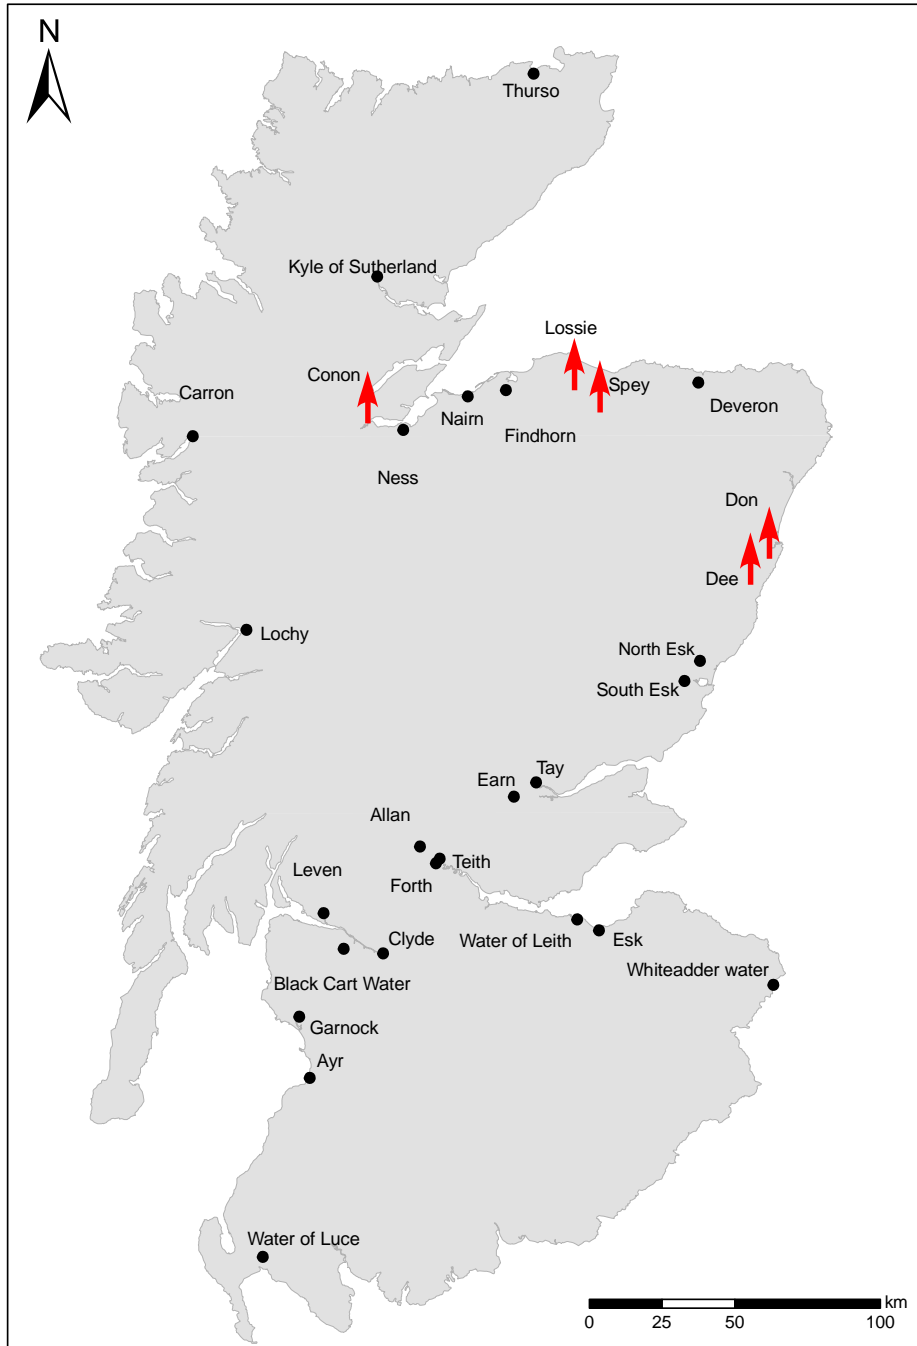 N
Thurso
Kyle of Sutherland
Lossie
Conon
Spey
Carron
Deveron
Nairn
Findhorn
Ness
Don
Dee
Lochy
North Esk
South Esk
Tay
Earn
Allan
Teith
Leven
Forth
Clyde
Water of Leith
Esk
Whiteadder water
Black Cart Water
Garnock
Ayr
Water of Luce
km
0 25 50 100